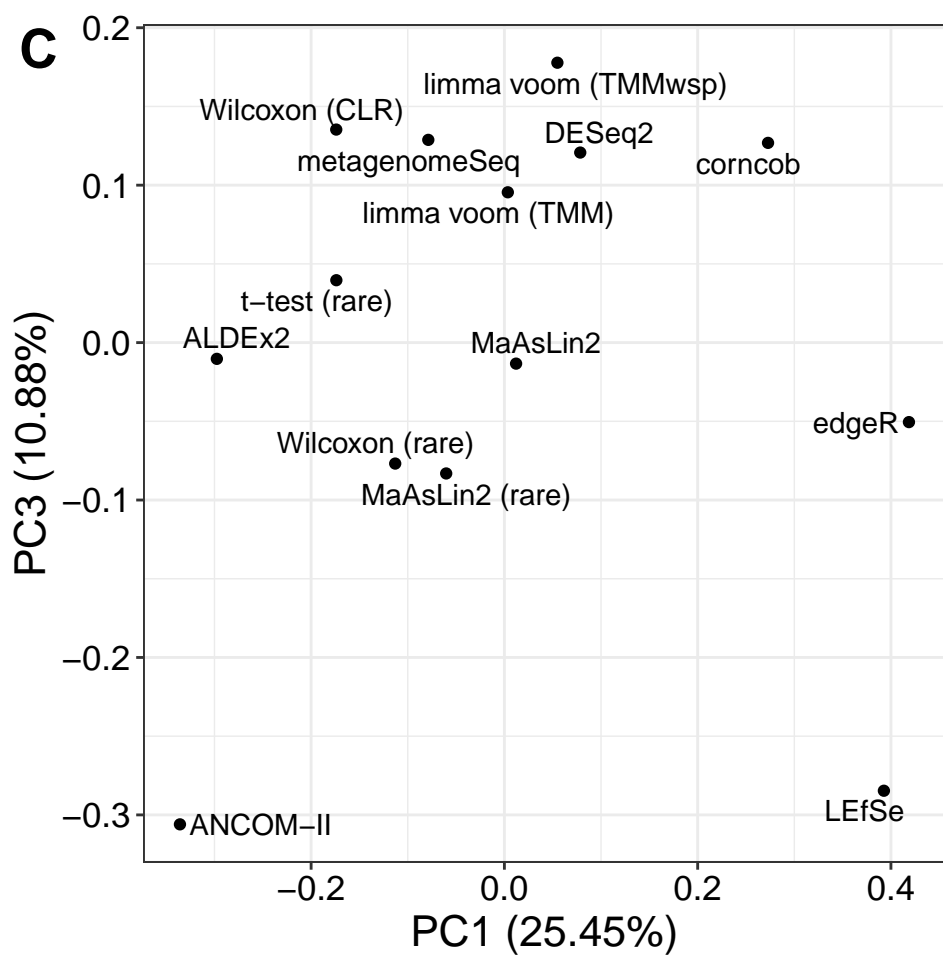 C
0.2
limma voom (TMMwsp)
Wilcoxon (CLR)
DESeq2
metagenomeSeq
corncob
0.1
limma voom (TMM)
t−test (rare)
ALDEx2
MaAsLin2
0.0
edgeR
Wilcoxon (rare)
MaAsLin2 (rare)
−0.1
PC3 (10.88%)
−0.2
LEfSe
−0.3
ANCOM−II
−0.2 0.0 0.2 0.4
PC1 (25.45%)